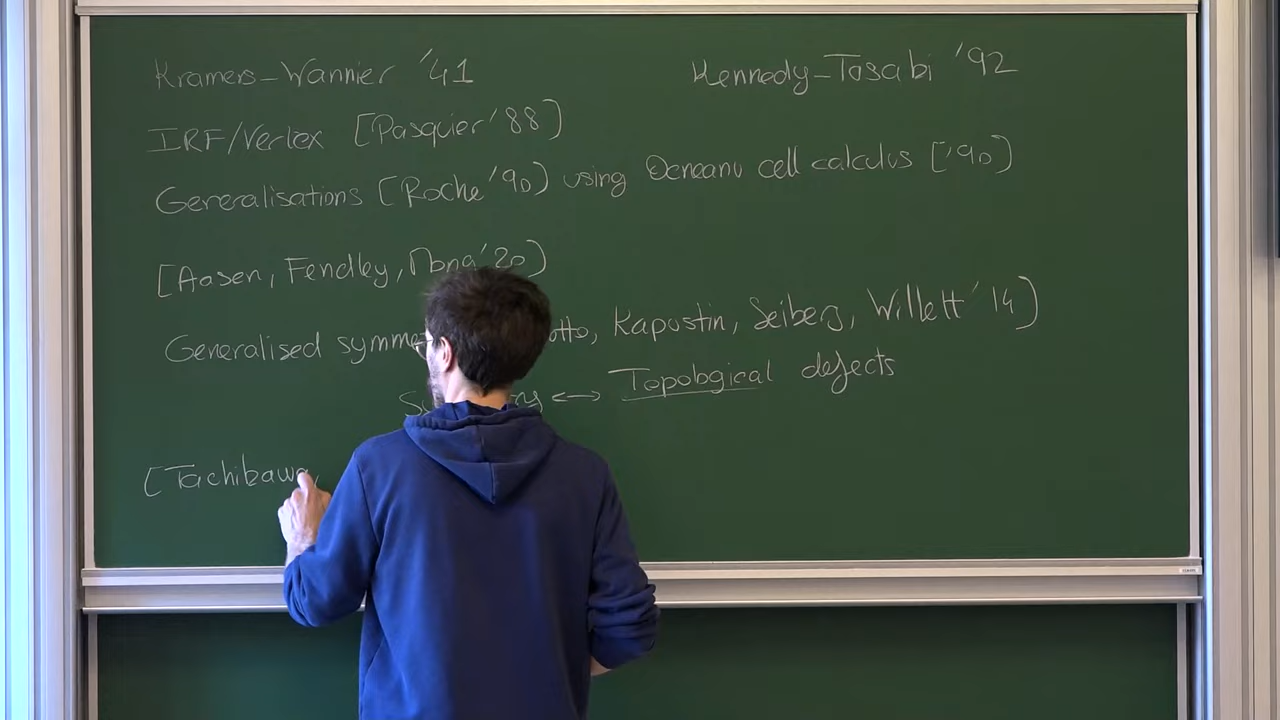 Kramers-Wannier '41
Kennedy-Tasabi '92
IRF/Vertex [Pasquier '88)
Generalisations [Roche '90) using Ocneanu cell calculus ['90)
[Aasen, Fendley, Mong '20)
Generalised symme otto, Kapustin, Seiberg, Willett '14)
↔ Topological defects
[Tachibawa,